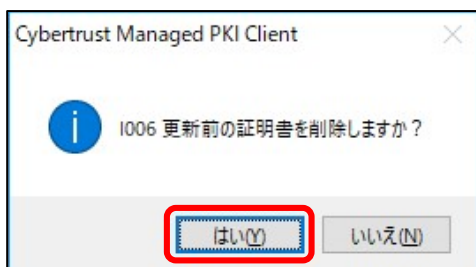 Cybertrust Managed PKI Client
I006 更新前の証明書を削除しますか？
はい(Y)
いいえ(N)